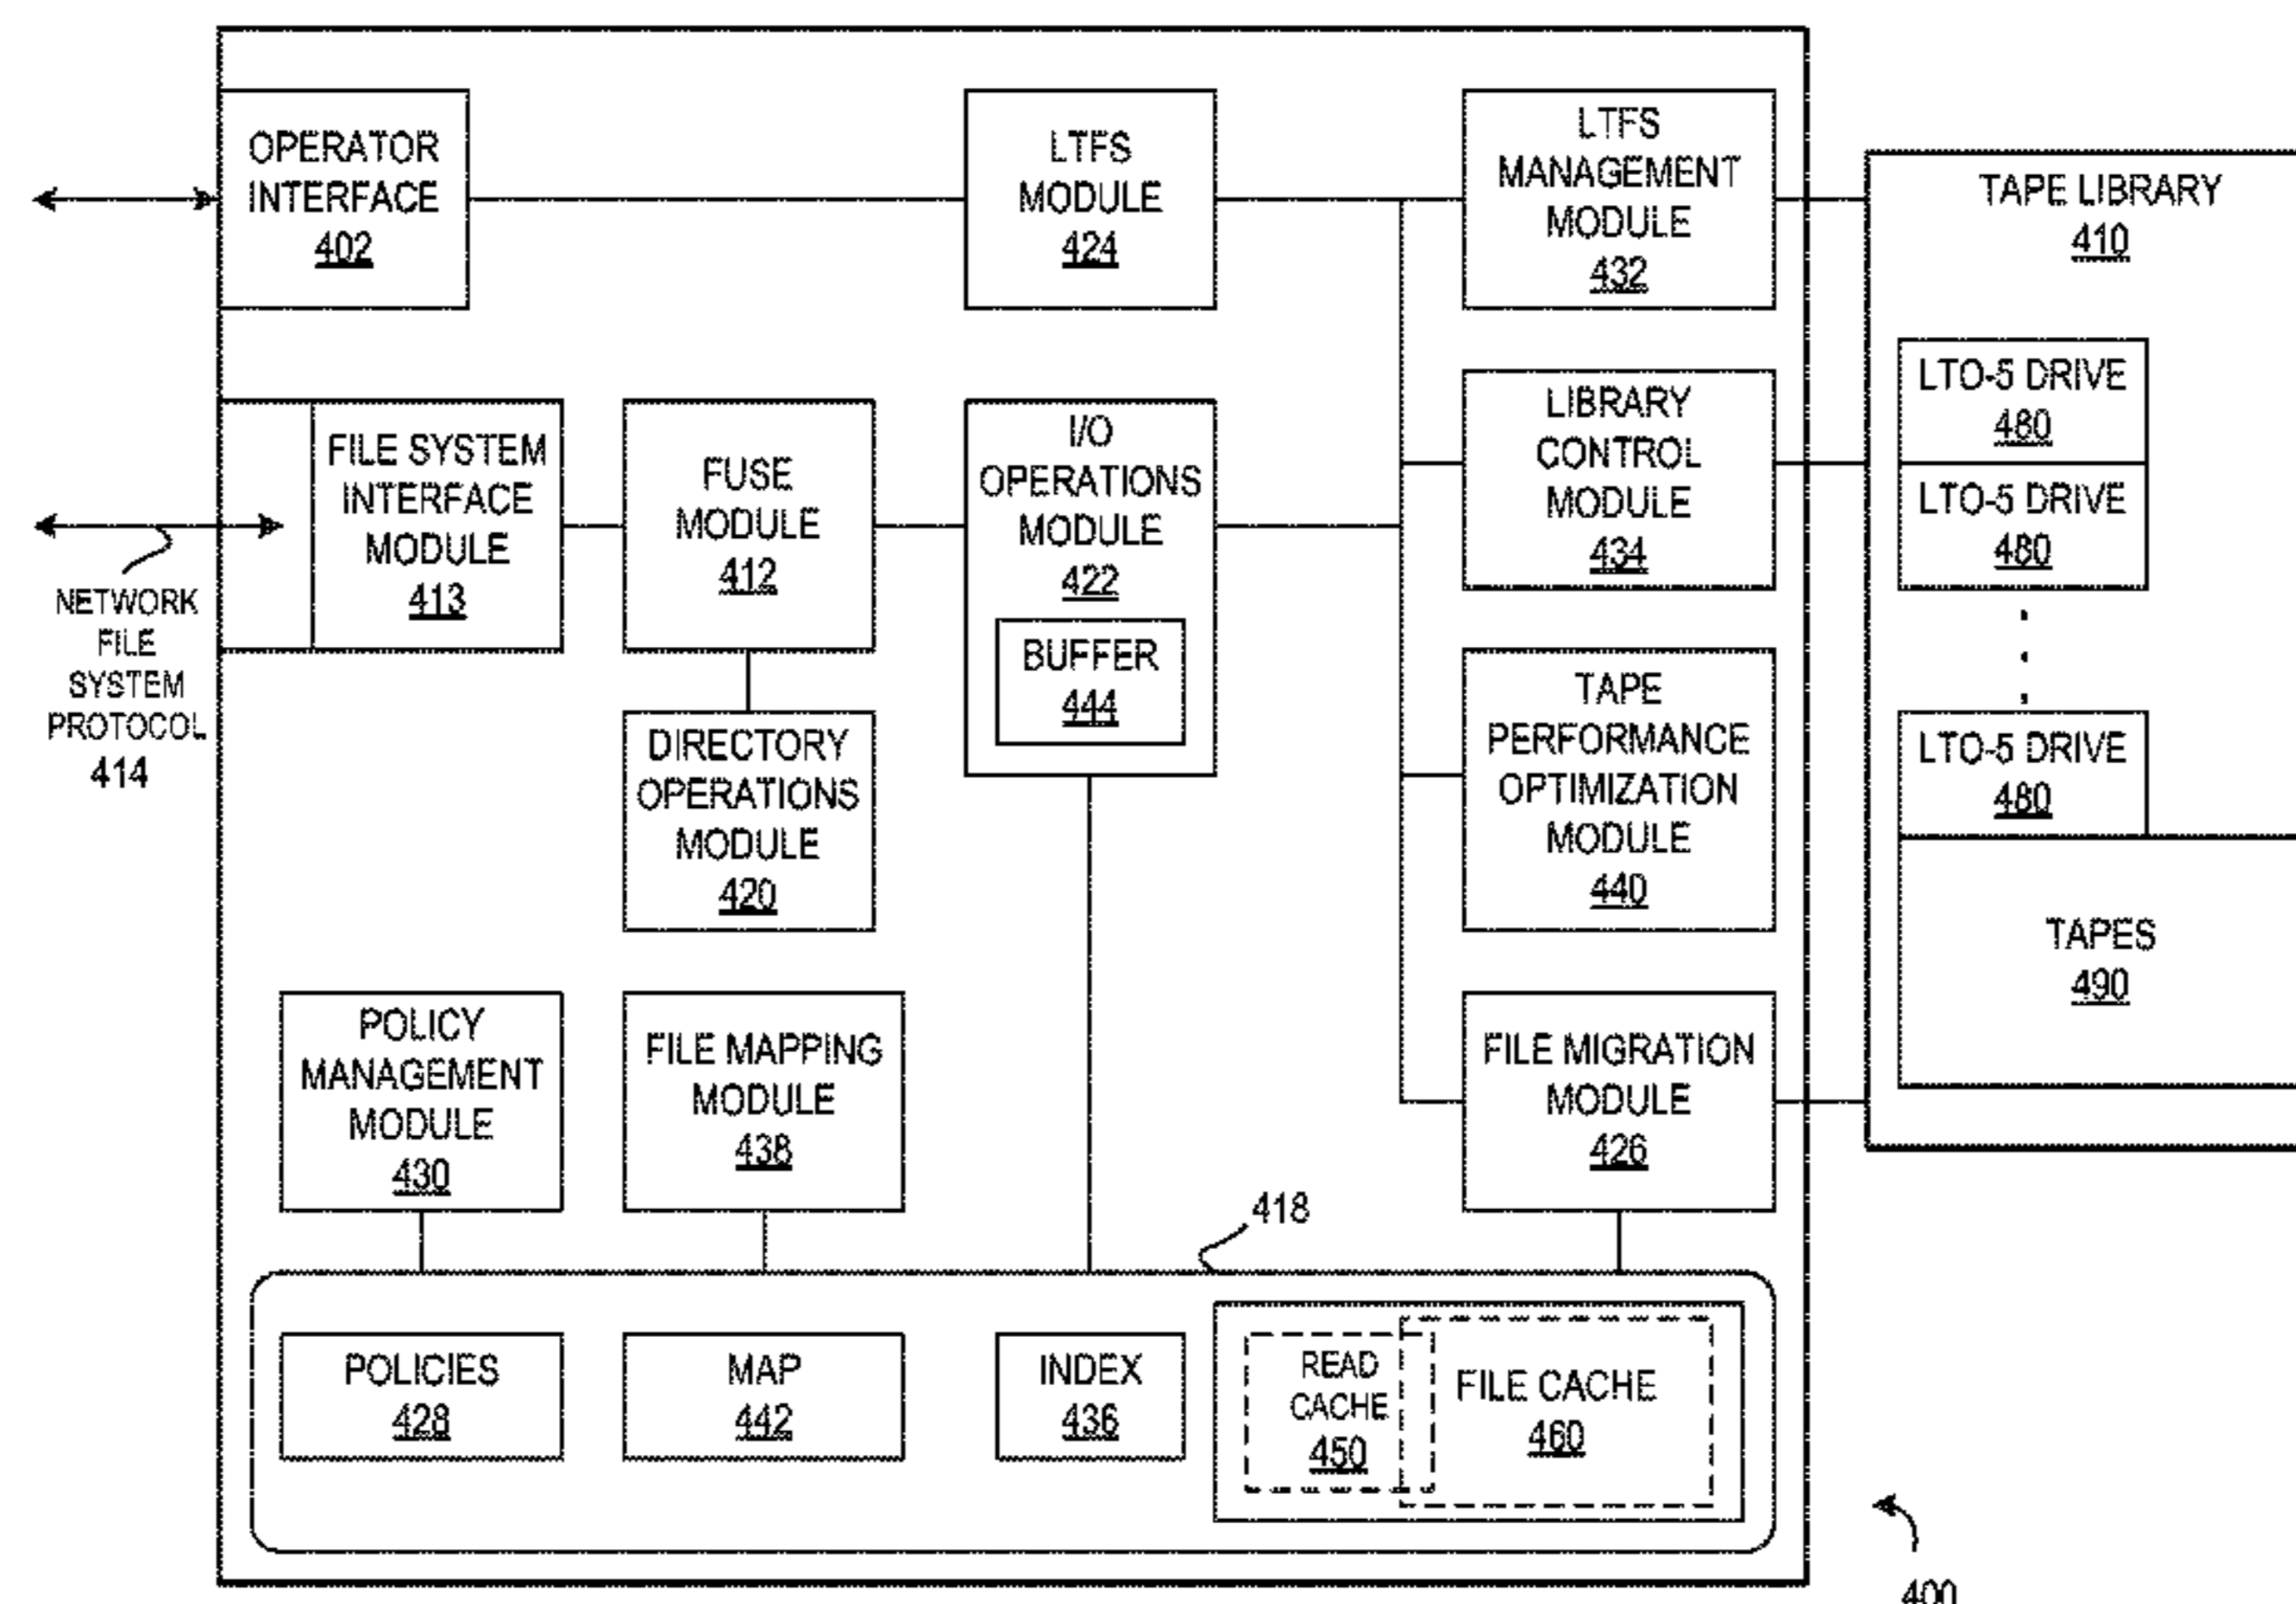 OPERATOR
INTERFACE
402
LTFS
MODULE
424
LTFS
MANAGEMENT
MODULE
432
TAPE LIBRARY
410
FILE SYSTEM
INTERFACE
MODULE
413
NETWORK
FILE
SYSTEM
PROTOCOL
414
FUSE
MODULE
412
I/O
OPERATIONS
MODULE
422
BUFFER
444
LIBRARY
CONTROL
MODULE
434
LTO-5 DRIVE
480
LTO-5 DRIVE
480
LTO-5 DRIVE
480
DIRECTORY
OPERATIONS
MODULE
420
TAPE
PERFORMANCE
OPTIMIZATION
MODULE
440
TAPES
490
POLICY
MANAGEMENT
MODULE
430
FILE MAPPING
MODULE
438
FILE MIGRATION
MODULE
426
418
POLICIES
428
MAP
442
INDEX
436
READ
CACHE
450
FILE CACHE
460
400